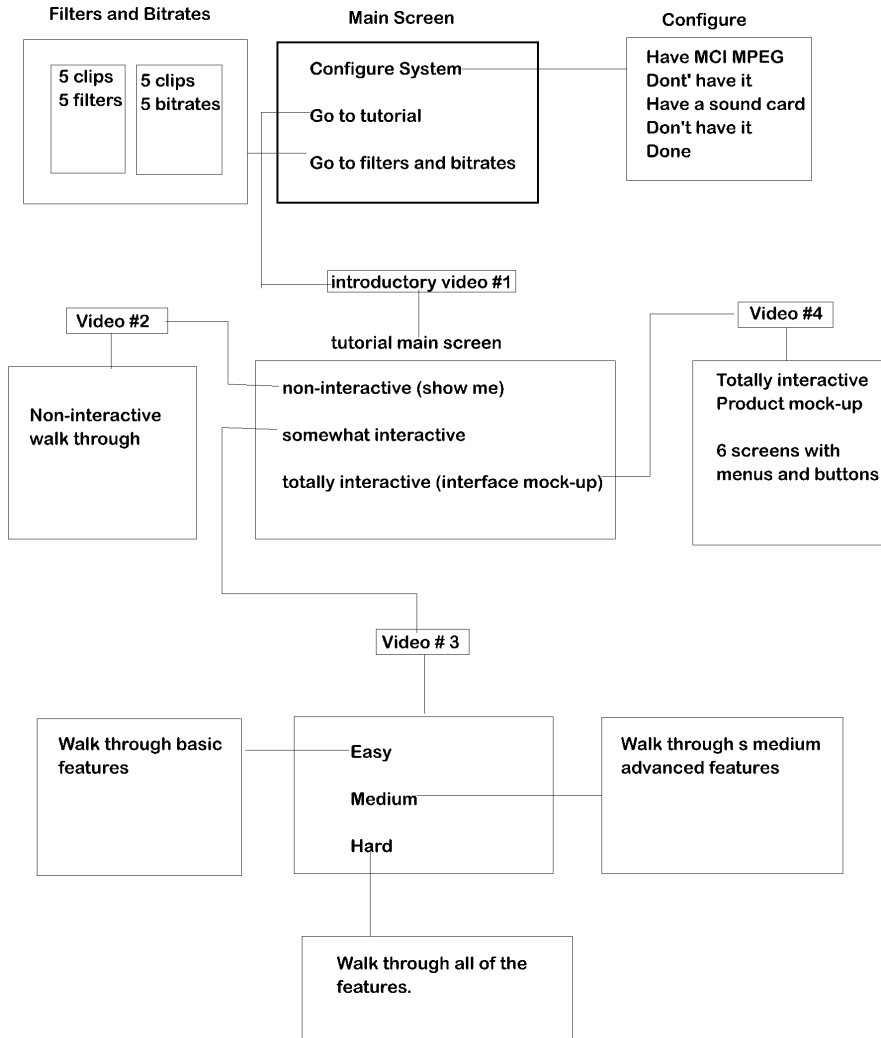 Filters and Bitrates
Main Screen
Configure
5 clips
5 filters
5 clips
5 bitrates
Configure System
Go to tutorial
Go to filters and bitrates
Have MCI MPEG
Dont' have it
Have a sound card
Don't have it
Done
introductory video #1
Video #2
Video #4
tutorial main screen
Non-interactive
walk through
non-interactive (show me)
somewhat interactive
totally interactive (interface mock-up)
Totally interactive
Product mock-up
6 screens with
menus and buttons
Video # 3
Walk through basic
features
Easy
Medium
Hard
Walk through s medium
advanced features
Walk through all of the
features.